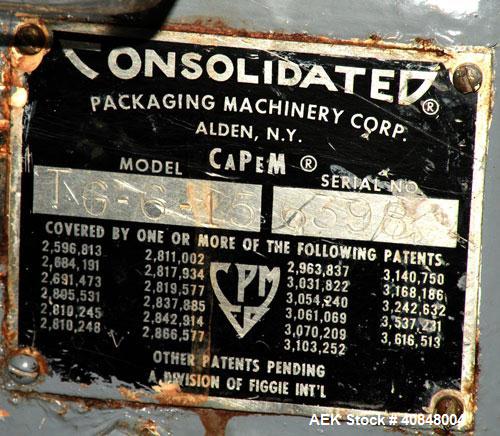 CONSOLIDATED ®
PACKAGING MACHINERY CORP.
ALDEN, N.Y.
CAPEM ®
MODEL SERIAL NO.
T6-6-15
COVERED BY ONE OR MORE OF THE FOLLOWING PATENTS
2,596,813 2,811,002 2,963,837 3,140,750
2,684,191 2,817,934 3,031,822 3,168,186
2,691,473 2,819,577 3,054,240 3,242,632
2,805,531 2,837,885 3,061,069 3,537,231
2,810,245 2,842,914 3,070,209 3,616,513
2,810,248 2,866,577 3,103,252
CPM
CO
OTHER PATENTS PENDING
A DIVISION OF FIGGIE INT'L
AEK Stock # 40848004